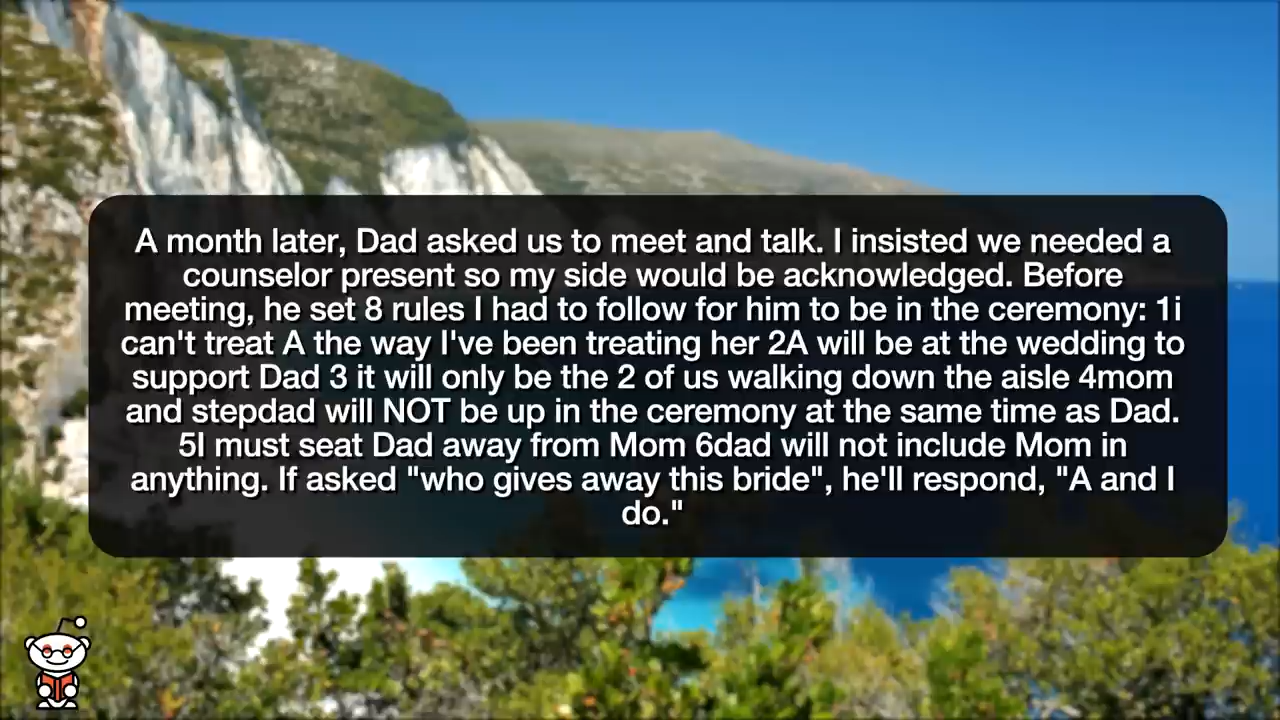 A month later, Dad asked us to meet and talk. I insisted we needed a
counselor present so my side would be acknowledged. Before
meeting, he set 8 rules I had to follow for him to be in the ceremony: 1i
can't treat A the way I've been treating her 2A will be at the wedding to
support Dad 3 it will only be the 2 of us walking down the aisle 4mom
and stepdad will NOT be up in the ceremony at the same time as Dad.
5I must seat Dad away from Mom 6dad will not include Mom in
anything. If asked "who gives away this bride", he'll respond, "A and I
do."